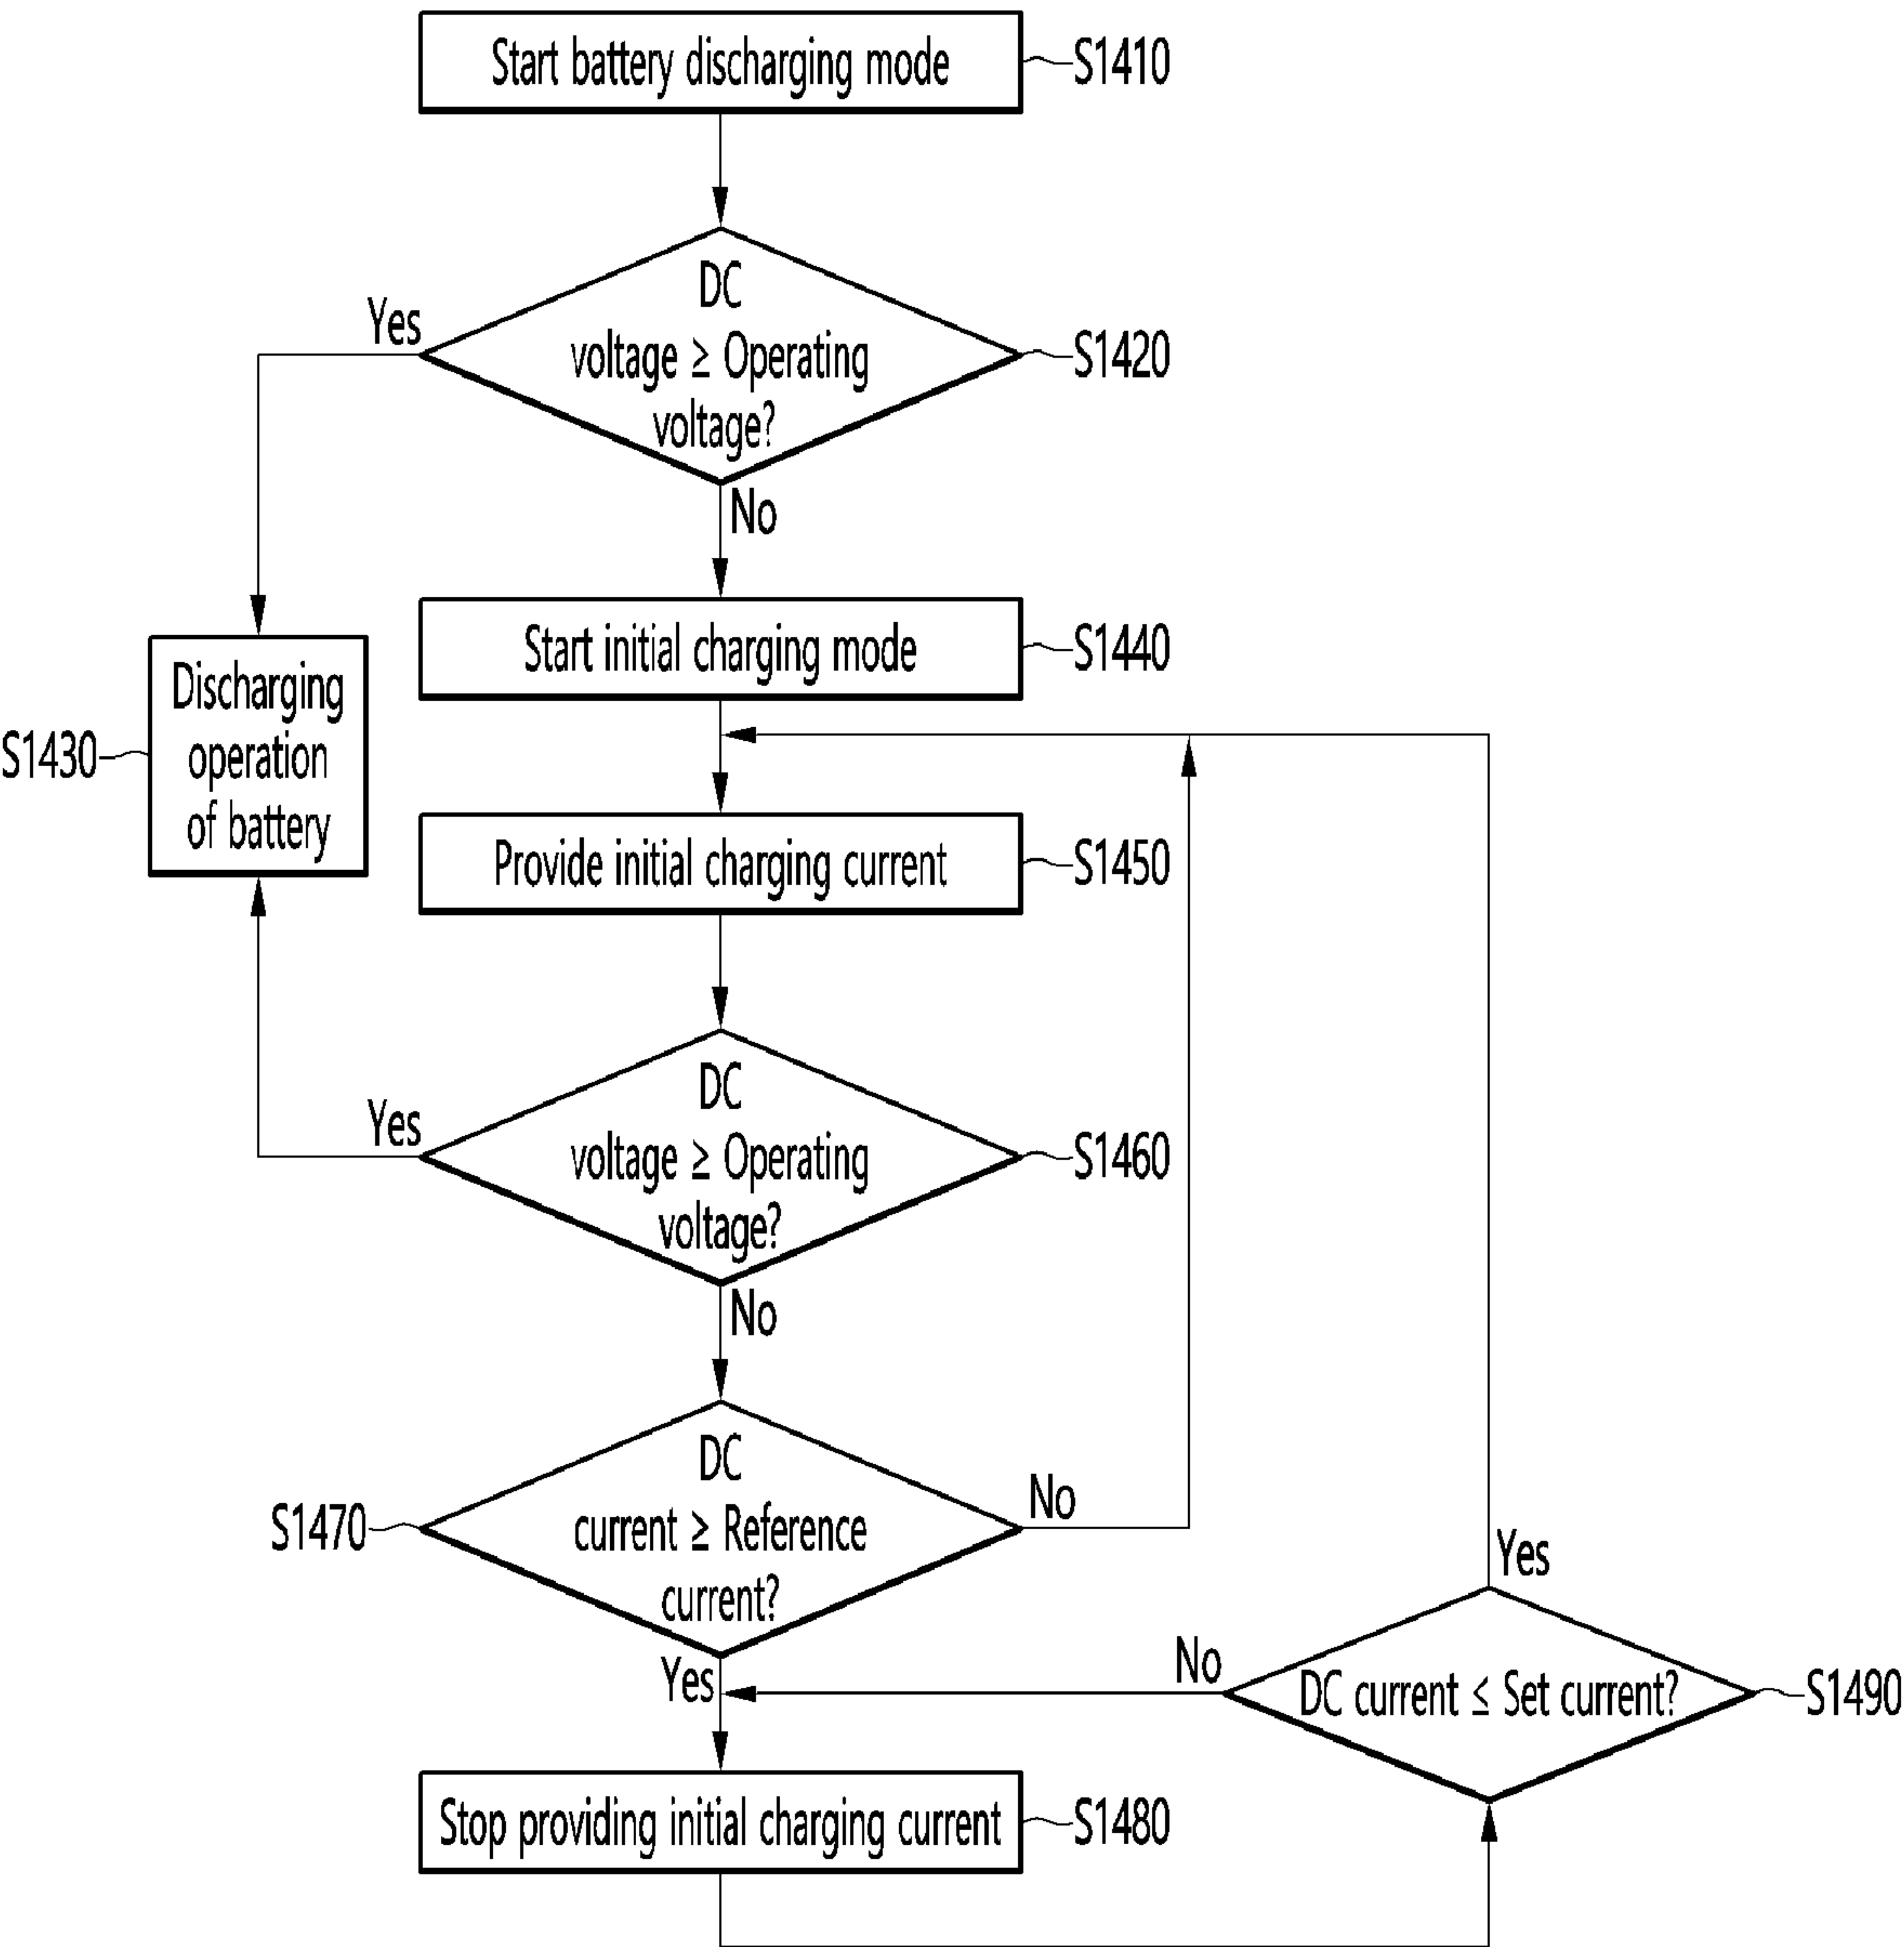 Start battery discharging mode
S1410
DC
voltage ≥ Operating
voltage?
S1420
Yes
No
Start initial charging mode
S1440
Discharging
operation
of battery
S1430
Provide initial charging current
S1450
DC
voltage ≥ Operating
voltage?
S1460
Yes
No
DC
current ≥ Reference
current?
S1470
No
Yes
DC current ≤ Set current?
S1490
Yes
No
Stop providing initial charging current
S1480